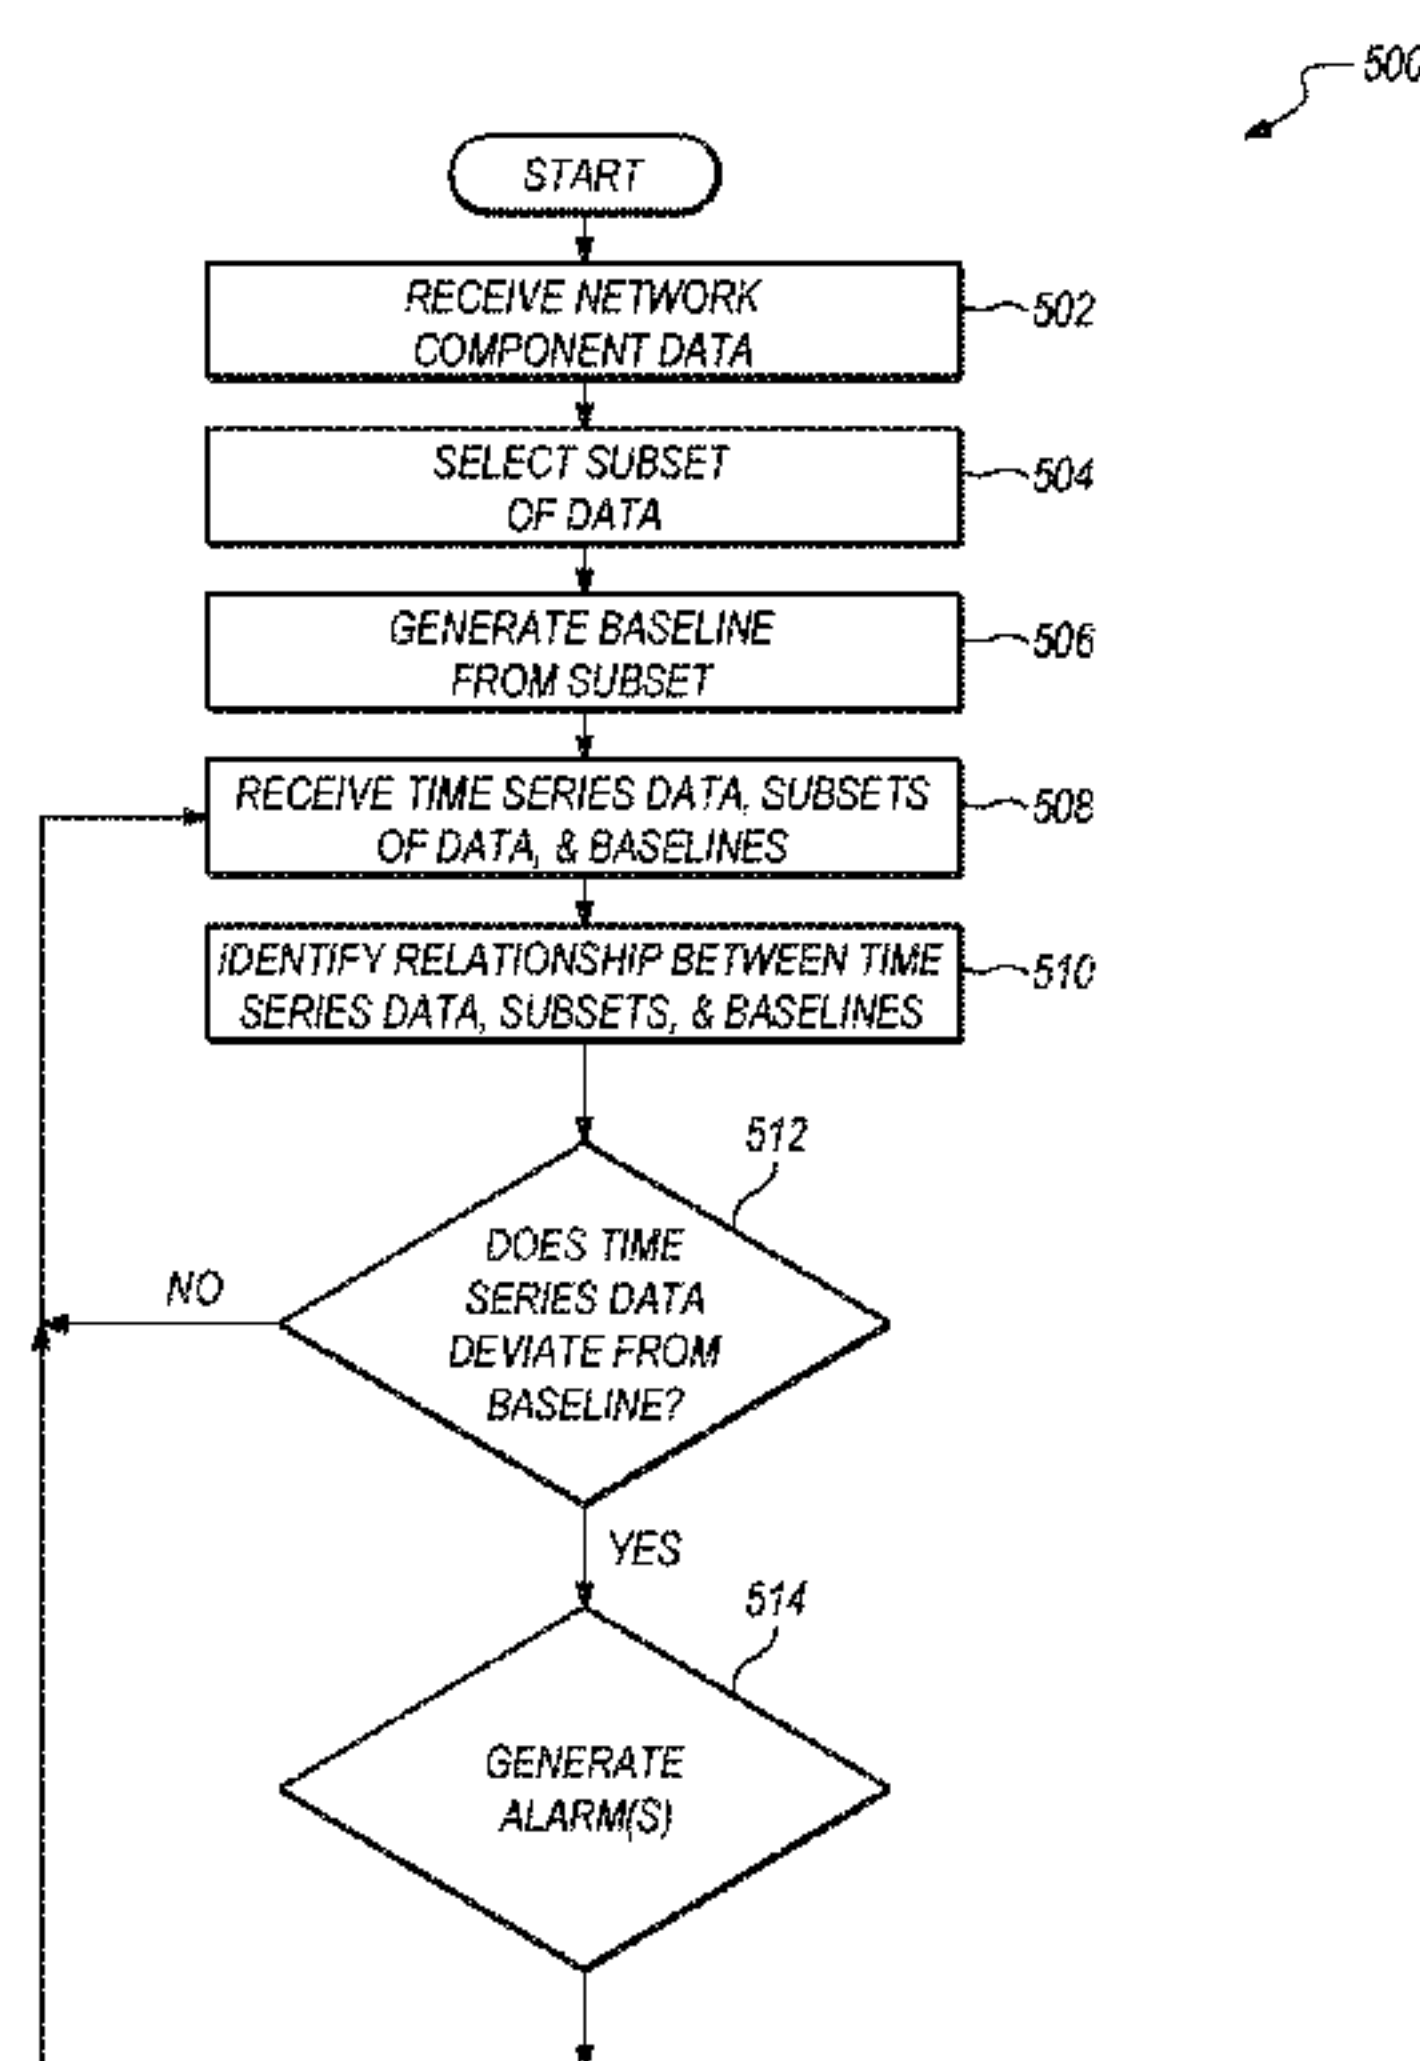 500
START
RECEIVE NETWORK
COMPONENT DATA
502
SELECT SUBSET
OF DATA
504
GENERATE BASELINE
FROM SUBSET
506
RECEIVE TIME SERIES DATA, SUBSETS
OF DATA, & BASELINES
508
IDENTIFY RELATIONSHIP BETWEEN TIME
SERIES DATA, SUBSETS, & BASELINES
510
512
DOES TIME
SERIES DATA
DEVIATE FROM
BASELINE?
NO
YES
514
GENERATE
ALARM(S)